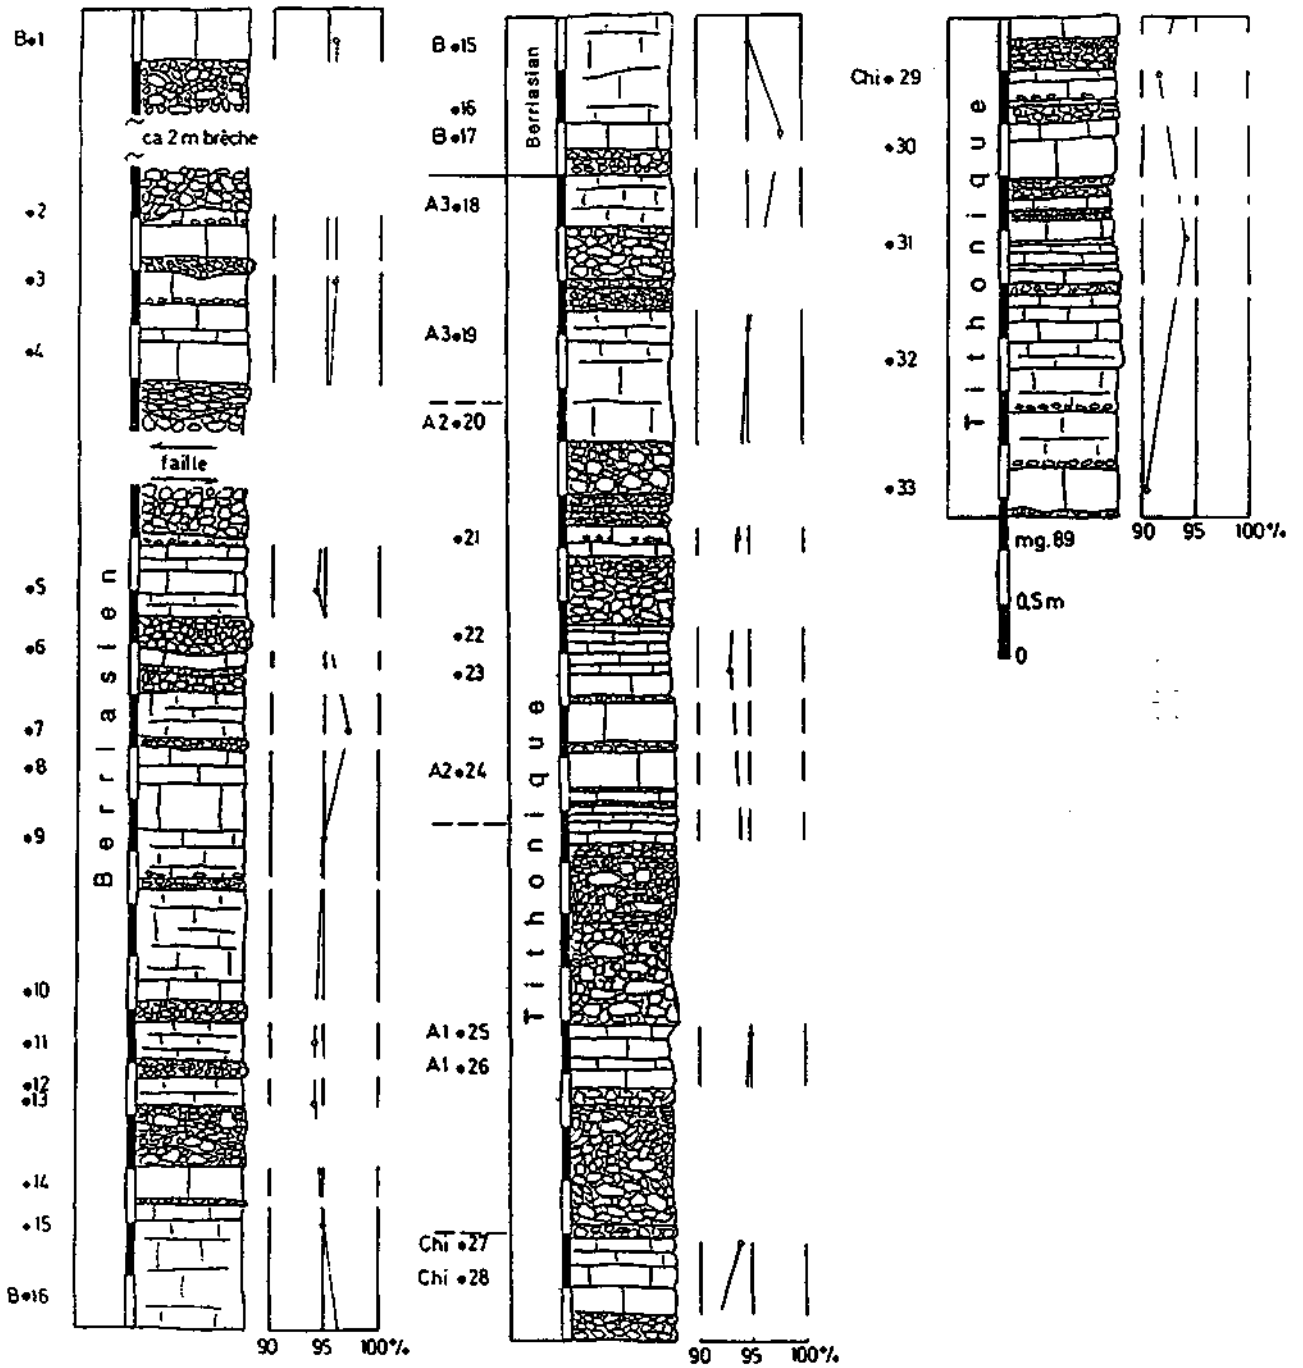 B•1
ca 2 m brèche
•2
•3
•4
faille
•5
•6
•7
•8
•9
•10
•11
•12
•13
•14
•15
B•16
Berriasien
90 95 100%
B•15
•16
B•17
Berriasian
A3•18
A3•19
A2•20
•21
•22
•23
A2•24
A1•25
A1•26
Chi•27
Chi•28
Tithonique
90 95 100%
Chi•29
•30
•31
•32
•33
Tithonique
90 95 100%
mg.89
0,5m
0